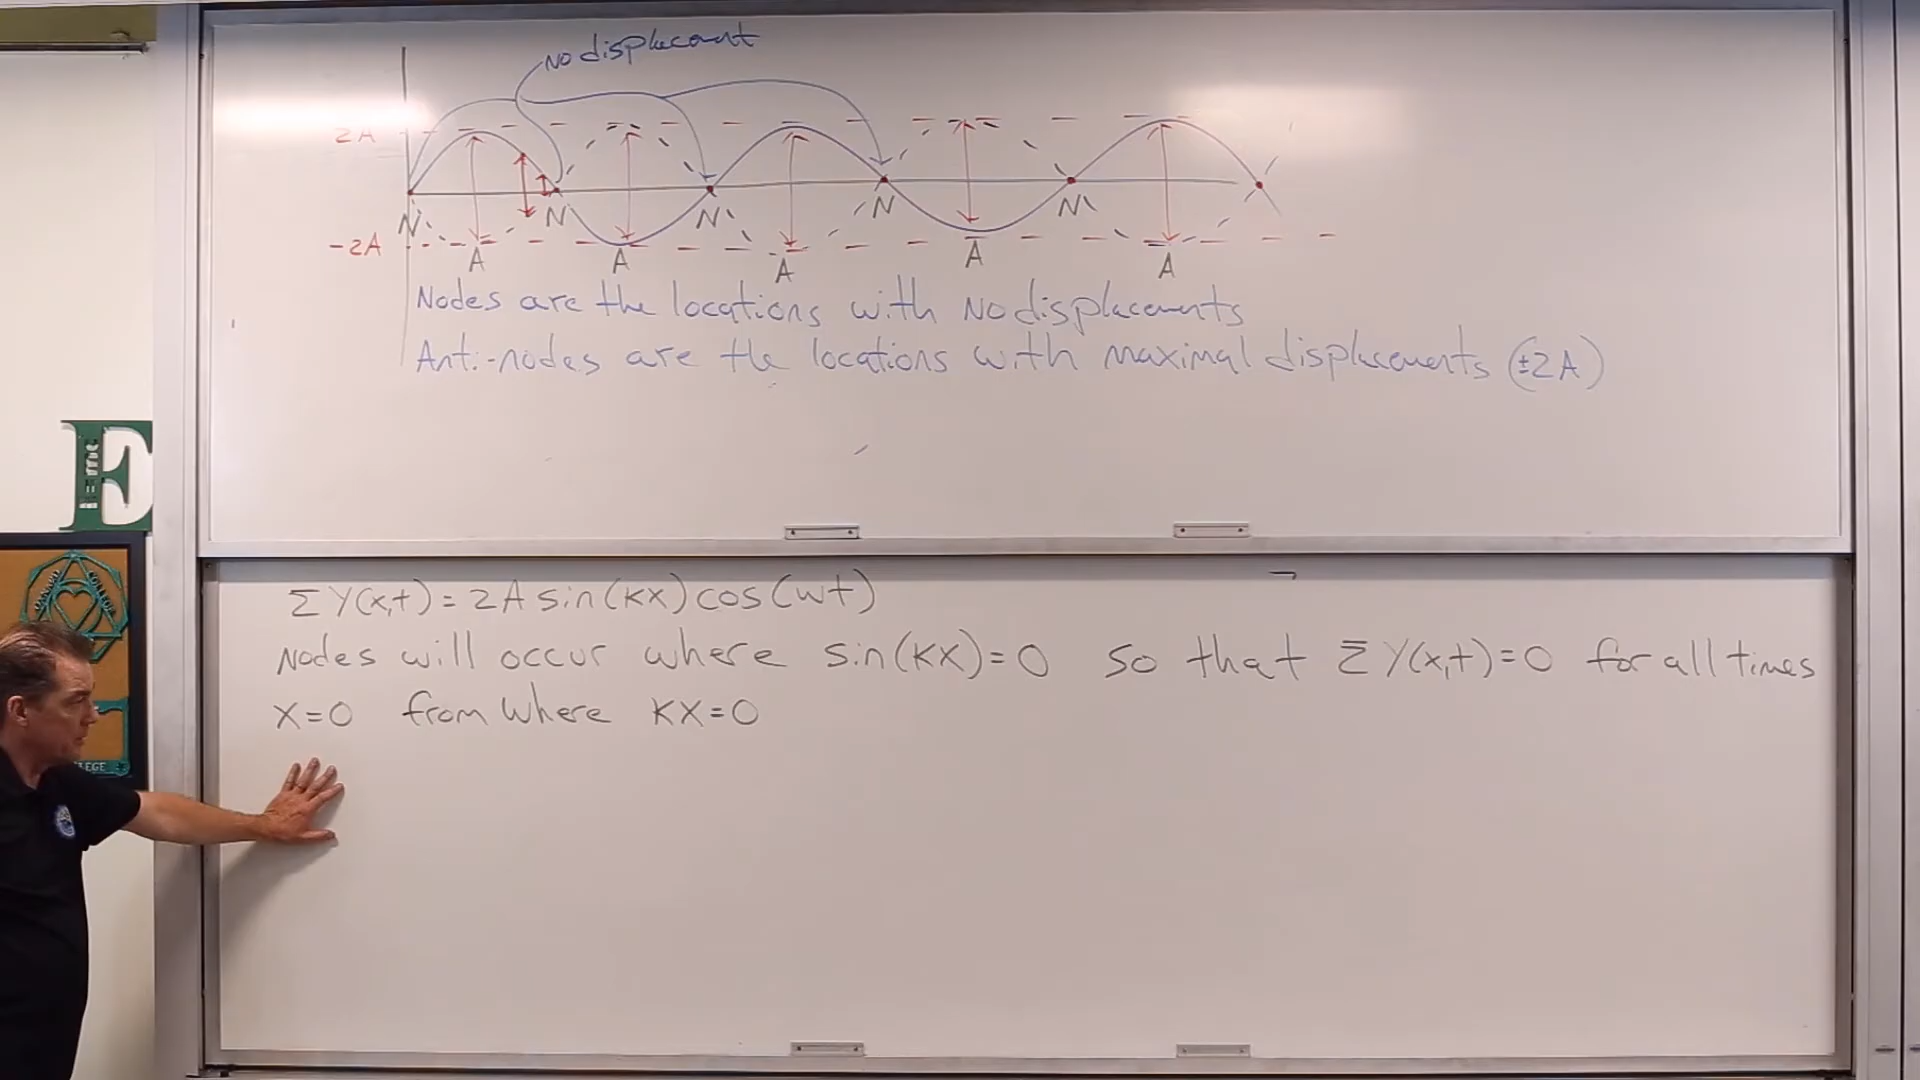 No displacement
2A
N N N N N
-2A
A A A A A
Nodes are the locations with No displacements
Anti-nodes are the locations with maximal displacements (±2A)
E=mc
Σ Y(x,t) = 2A sin(kx) cos(wt)
Nodes will occur where sin(kx)=0 so that Σ Y(x,t)=0 for all times
X=0 from where kx=0